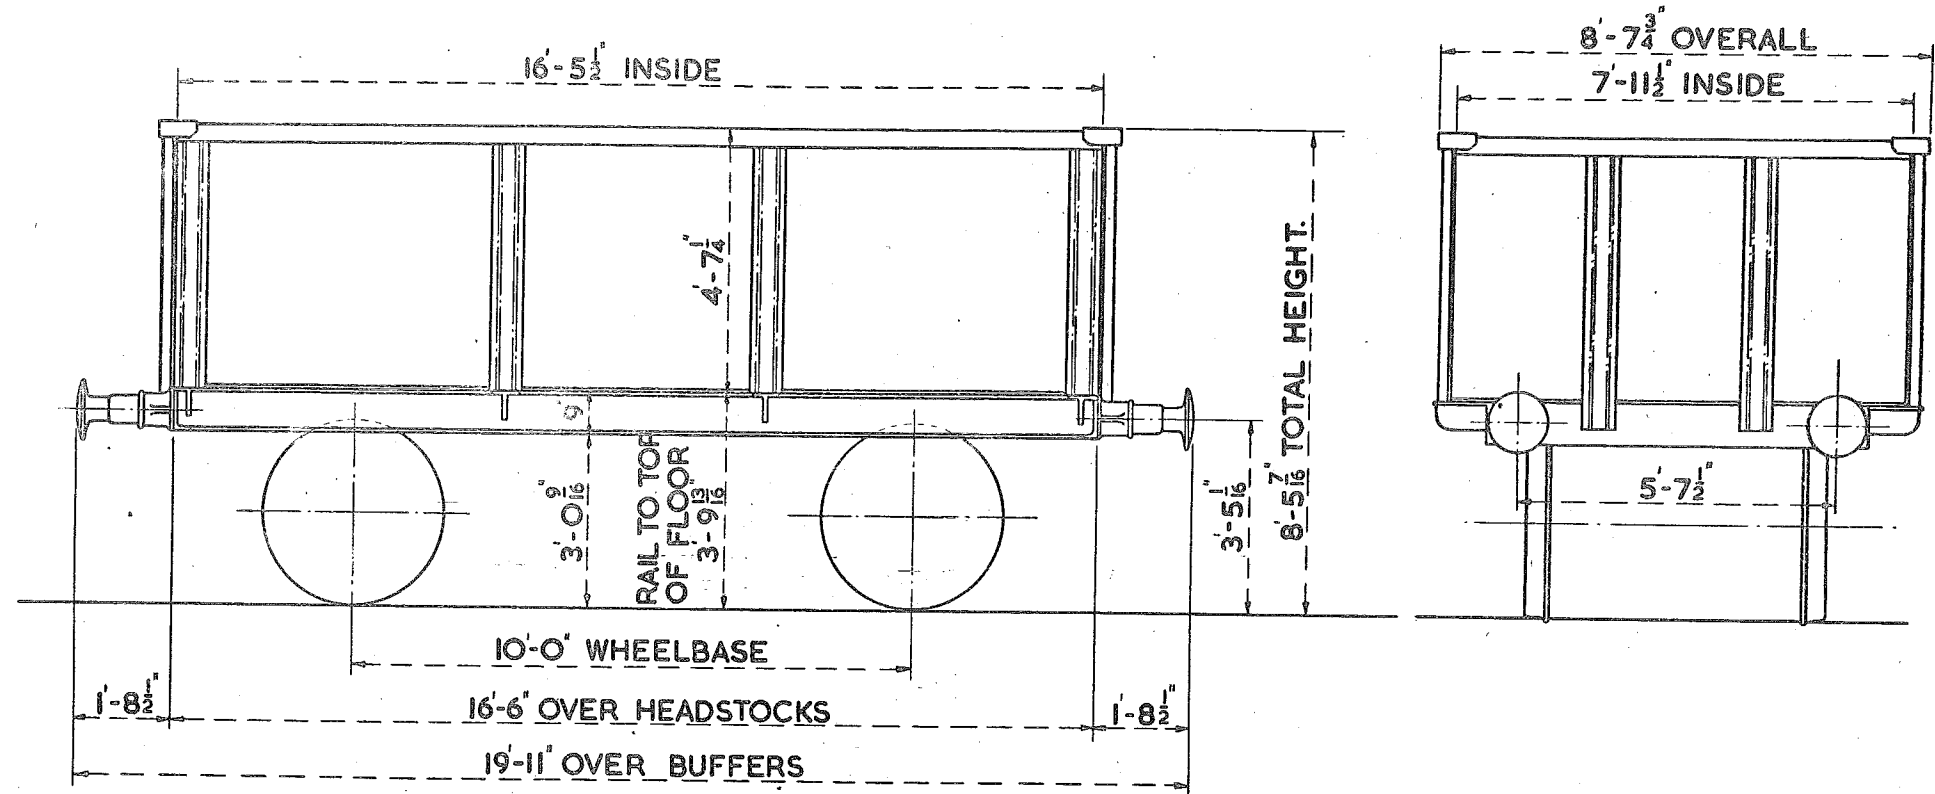 16'-5½" INSIDE
8'-7¾" OVERALL
7'-11½" INSIDE
4'-7¼"
8'-5 7/16" TOTAL HEIGHT.
9"
3'-0 9/16"
RAIL TO TOP
OF FLOOR
3'-9 13/16"
3'-5 1/16"
5'-7½"
10'-0" WHEELBASE
1'-8½"
16'-6" OVER HEADSTOCKS
1'-8½"
19'-11" OVER BUFFERS